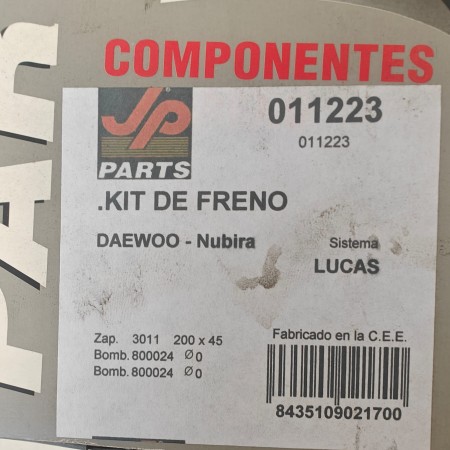 COMPONENTES
PAR
JP
PARTS
011223
011223
.KIT DE FRENO
DAEWOO - Nubira
Sistema
LUCAS
Zap. 3011 200 x 45
Bomb. 800024 Ø 0
Bomb. 800024 Ø 0
Fabricado en la C.E.E.
8435109021700